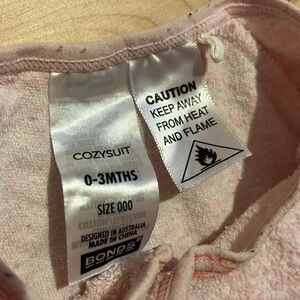 COZYSUIT
0-3MTHS
SIZE 000
DESIGNED IN AUSTRALIA
MADE IN CHINA
BONDS
CAUTION
KEEP AWAY
FROM HEAT
AND FLAME